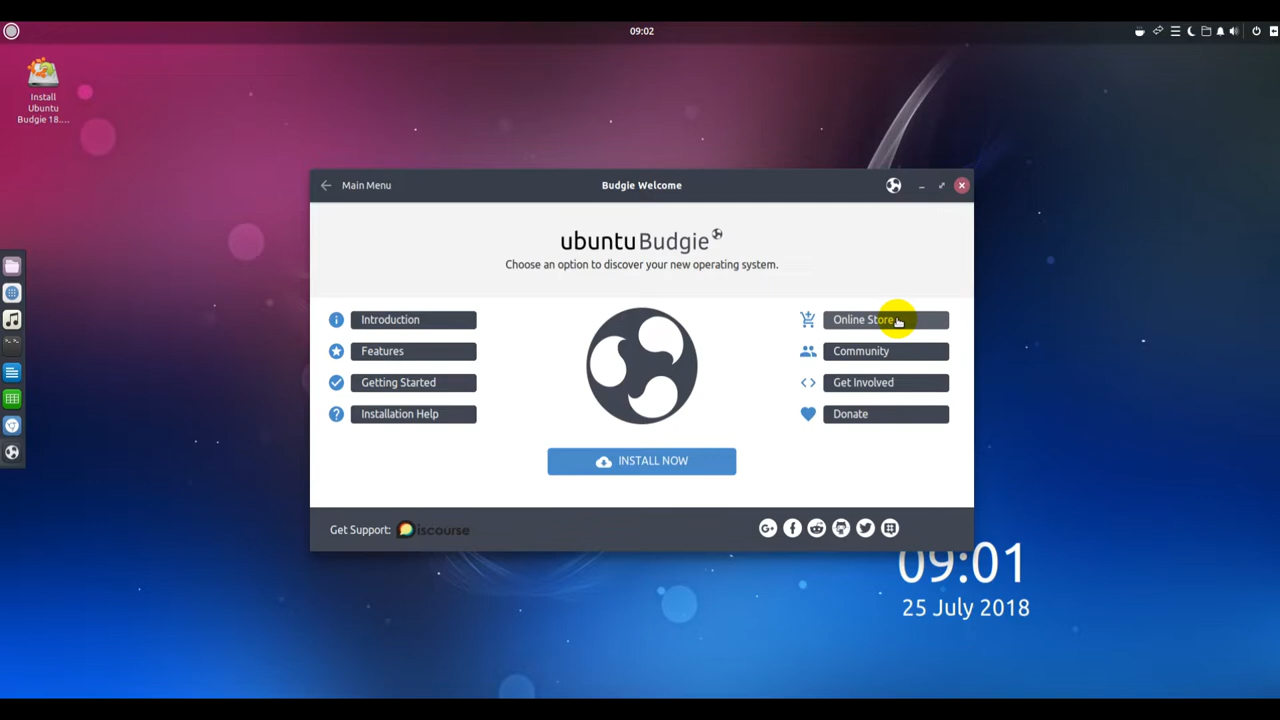 09:02
Install
Ubuntu
Budgie 18....
Main Menu
Budgie Welcome
ubuntuBudgie
Choose an option to discover your new operating system.
Introduction
Features
Getting Started
Installation Help
Online Store
Community
Get Involved
Donate
INSTALL NOW
Get Support:
iscourse
G+
09:01
25 July 2018